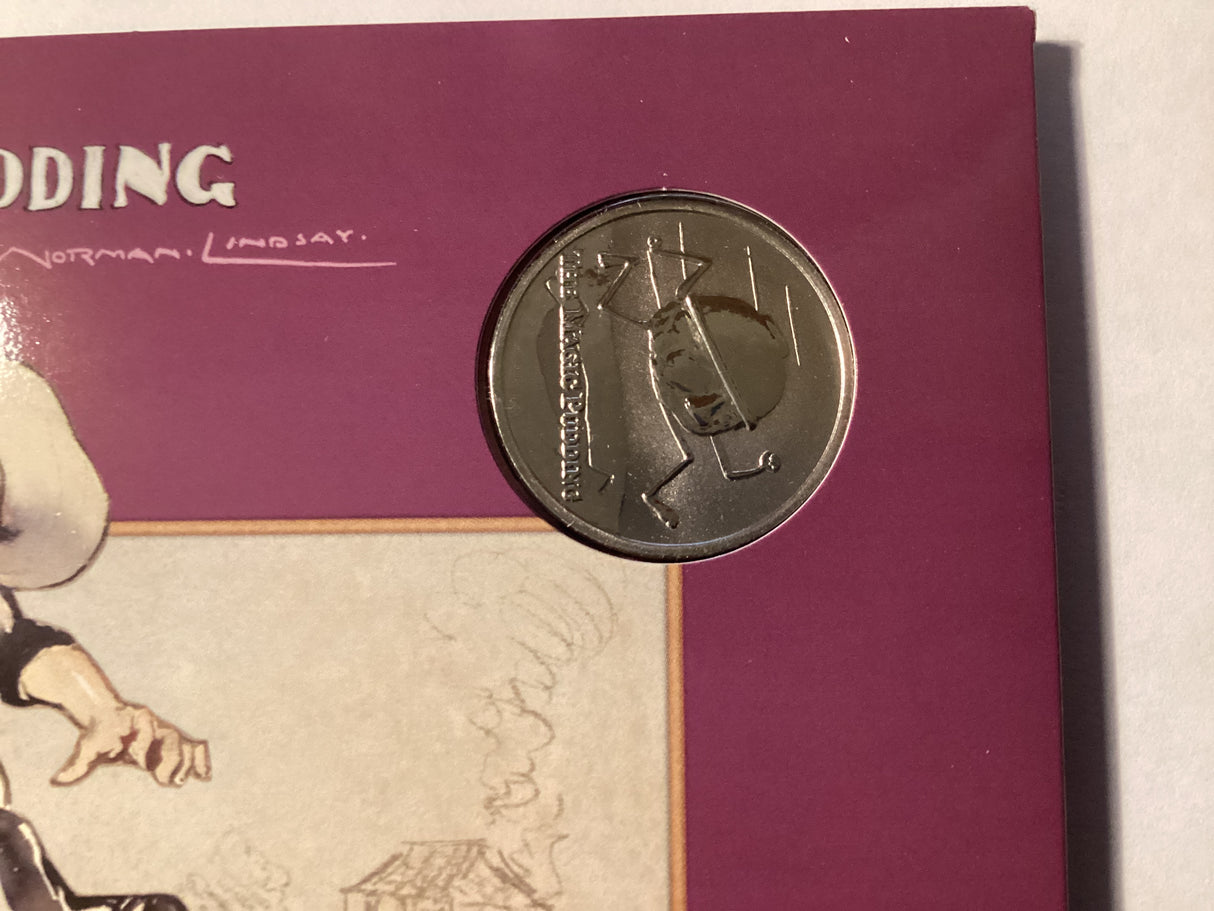 DDING
NORMAN. LINDSAY.
The Magic Pudding